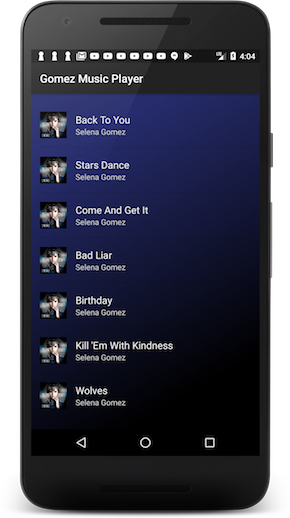 4:04
Gomez Music Player
Back To You
Selena Gomez
Stars Dance
Selena Gomez
Come And Get It
Selena Gomez
Bad Liar
Selena Gomez
Birthday
Selena Gomez
Kill 'Em With Kindness
Selena Gomez
Wolves
Selena Gomez